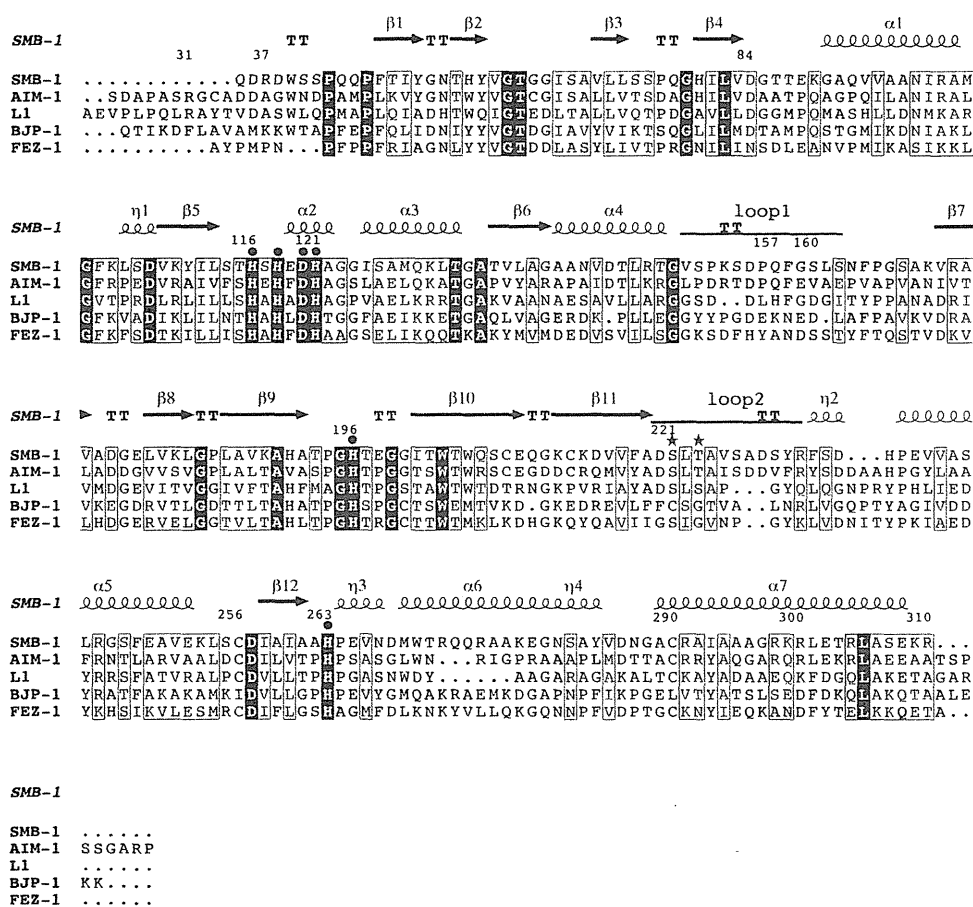 β1 β2 β3 β4 α1
SMB-1 TT TT TT
31 37 84
SMB-1 ............QDRDWSSPQQPFTIYGNTHYVGTGGISAVLLSSPQGHILVDGTTEKGAQVVAANIRAM
AIM-1 ..SDAPASRGCADDAGWNDPAMPLKVYGNTWYVGTCGISALLVTSDAGHILVDAATPQAGPQILANIRAL
L1 AEVPLPQLRAYTVDASWLQPMAPLQIADHTWQIGTEDLTALLVQTPDGAVLLDGMPQMASHLLDNMKAR
BJP-1 ..QTIKDFLAVAMKKWTAPFEPFQLIDNIYYVGTDGIAVYVIKTSQGLILMDTAMPQSTGMIKDNIAKL
FEZ-1 .........AYPMPN...PFPPFRIAGNLYYVGTDDLASYLIVTPRGNILINSDLEANVPMIKASIKKL
η1 β5 α2 α3 β6 α4 loop1 β7
SMB-1 TT
116 121 157 160
SMB-1 GFKLSDVKYILSTHSHEDHAGGISAMQKLTGATVLAGAANVDTLRTGVSPKSDPQFGSLSNFPGSAKVRA
AIM-1 GFRPEDVRAIVFSHEHFDHAGSLAELQKATGAPVYARAPAIDTLKRGLPDRTDPQFEVAEPVAPVANIVT
L1 GVTPRDLRLILLSHAHADHAGPVAELKRRTGAKVAANAESAVLLARGGSD.DLHFGDGITYPPANADRI
BJP-1 GFKVADIKLILNTHAHLDHTGGFAEIKKETGAQLVAGERDK.PLLEGGYYPGDEKNED.LAFPAVKVDRA
FEZ-1 GFKFSDTKILLISHAHFDHAAGSELIKQQTKAKYMVMDEDVSVILSGGKSDFHYANDSSTYFTQSTVDKV
β8 β9 β10 β11 loop2 η2
SMB-1 TT TT TT TT TT
196 221
SMB-1 VADGELVKLGPLAVKAHATPGHTEGGITWTWQSCEQGKCKDVVFADSLTAVSADSYRFSD..HPEVVAS
AIM-1 LADDGVVSVGPLALTAVASPGHTPGGTSWTWRSCEGDDCRQMVYADSLTAISDDVFRYSDDAAHPGYLAA
L1 VMDGEVITVGGIVFTAHFMAGHTPGSTAWTWTDTRNGKPVRIAYADSLSAP...GYQLQGNPRYPHLIED
BJP-1 VKEGDRVTLGDTTLTAHATPGHSPGCTSWEMTVKDGKEDREVLFFCSGTVA..LNRLVGQPTYAGIVDD
FEZ-1 LHDGERVELGGTVLTAHLTPGHTRGCTTWTMKLKDHGKQYQAVIIGSIGVNP..GYKLVDNITYPKIAED
α5 β12 η3 α6 η4 α7
SMB-1
256 263 290 300 310
SMB-1 LRGSFEAVEKLSCDIAIAAHPEVNDMWTRQQRAAKEGNSAYVDNGACRAIAAAGRKRLETRLASEKR..
AIM-1 FRNTLARVAALDCDILVTPHPSASGLWN...RIGPRAAAPLMDTTACRRYAQGARQRLEKRLAEEAATSP
L1 YRRSFATVRALPCDVLLTPHPGASNWDY.....AAGARAGAKALTCKAYADAAEQKFDGQLAKETAGAR
BJP-1 YRATFAKAKAMKIDVLLGPHPEVYGMQAKRAEMKDGAPNPFIKPGELVTYATSLSEDFDKQLAKQTAALE
FEZ-1 YKHSIKVLESMRCDIFLGSHAGMFDLKNKYVLLQKGQNNPFVDPTGCKNYIEQKANDFYTELKKQETA..
SMB-1
SMB-1 ......
AIM-1 SSGARP
L1 ......
BJP-1 KK....
FEZ-1 ......